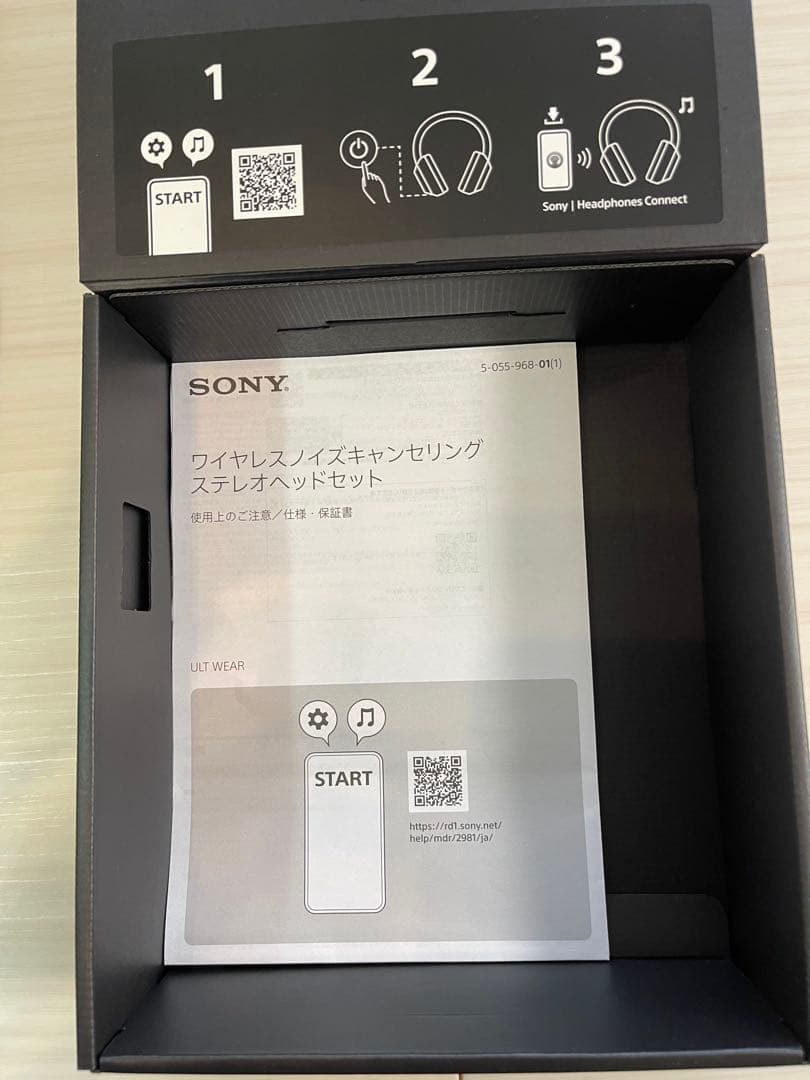 1
2
3
START
Sony | Headphones Connect
SONY®
5-055-968-01(1)
ワイヤレスノイズキャンセリング
ステレオヘッドセット
使用上のご注意／仕様・保証書
ULT WEAR
START
https://rd1.sony.net/
help/mdr/2981/ja/